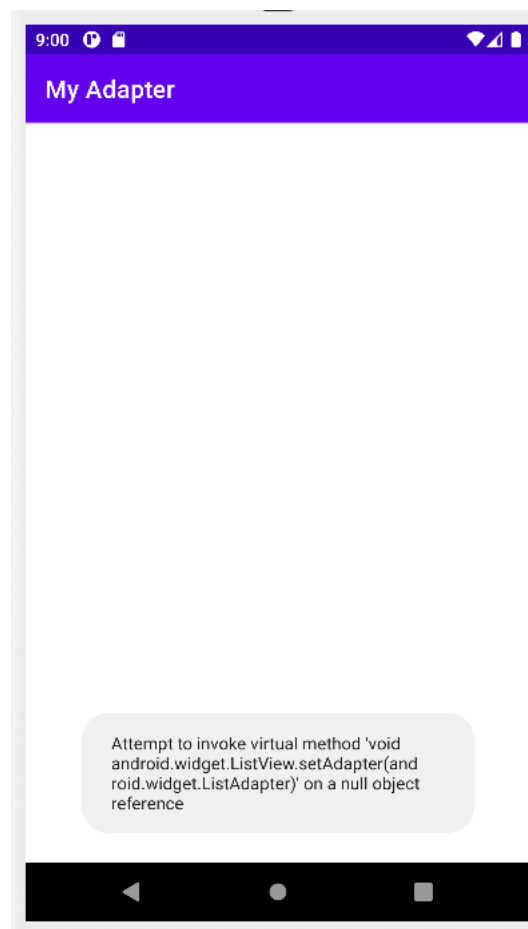 9:00
My Adapter
Attempt to invoke virtual method 'void
android.widget.ListView.setAdapter(and
roid.widget.ListAdapter)' on a null object
reference